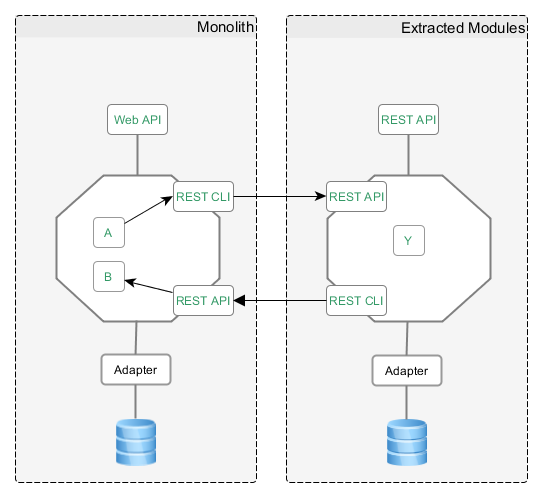 Monolith
Web API
REST CLI
A
B
REST API
Adapter
Extracted Modules
REST API
REST API
Y
REST CLI
Adapter